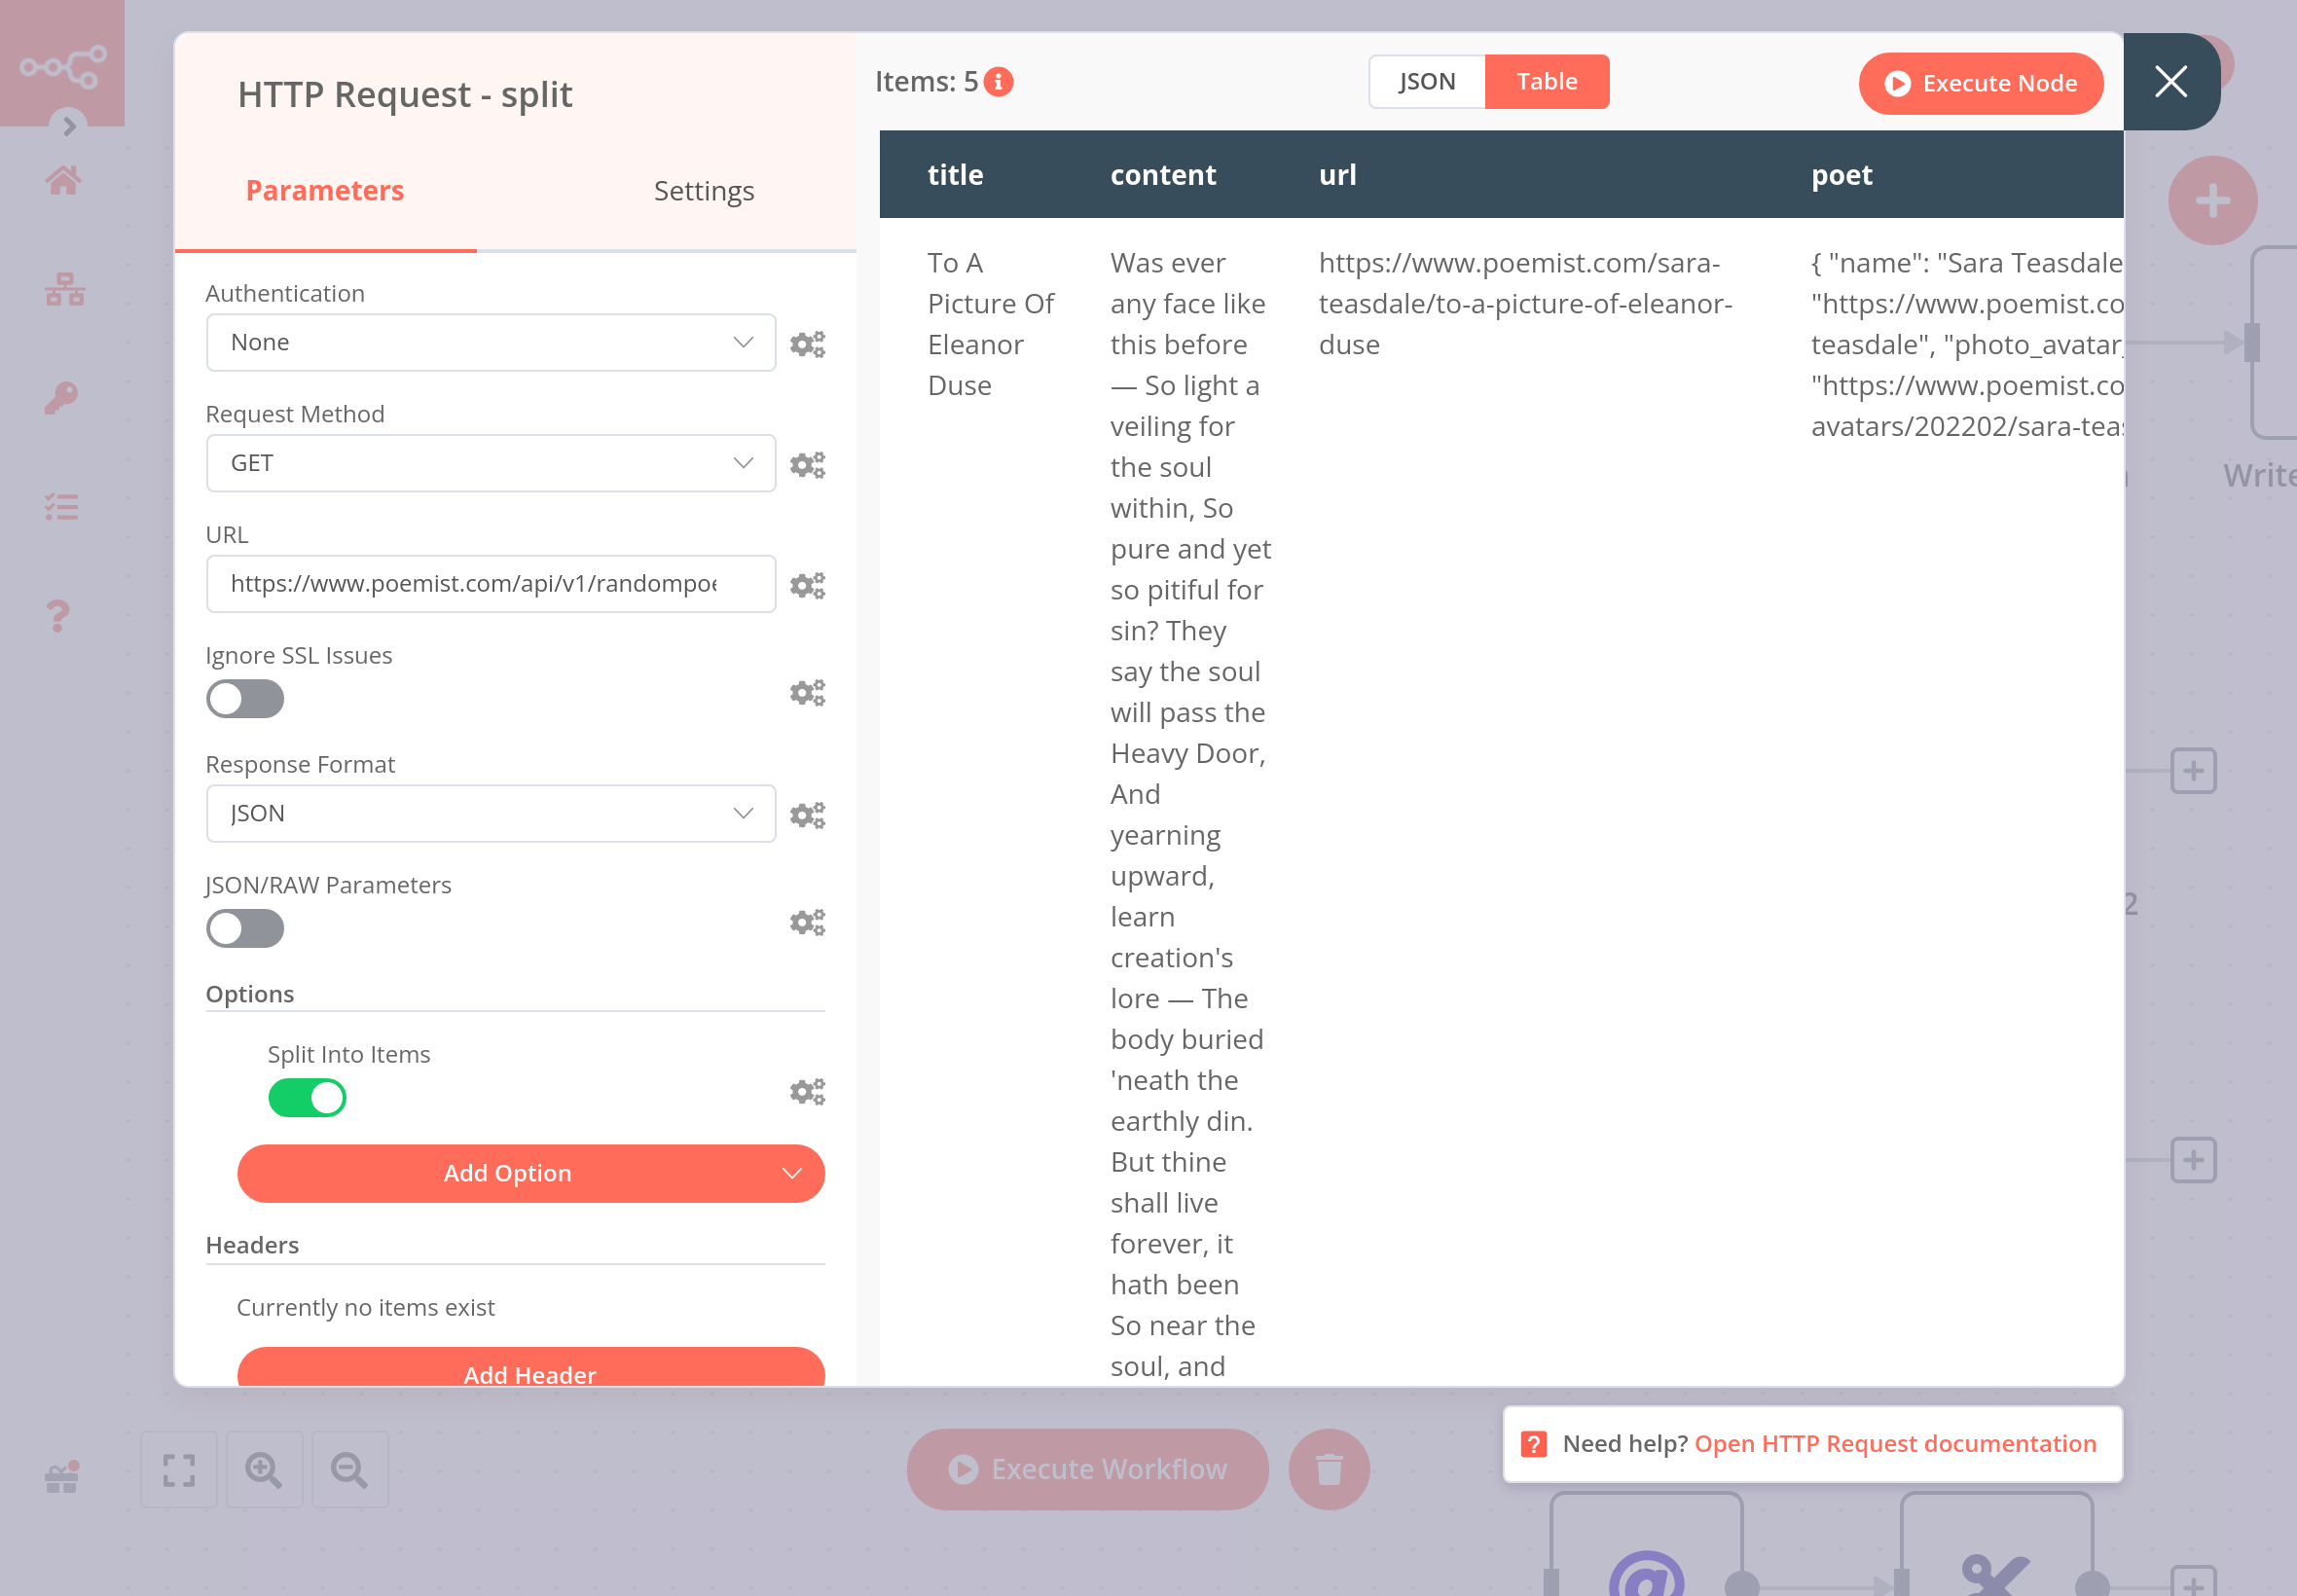 HTTP Request - split
Parameters
Settings
Authentication
None
Request Method
GET
URL
https://www.poemist.com/api/v1/randompoe
Ignore SSL Issues
Response Format
JSON
JSON/RAW Parameters
Options
Split Into Items
Add Option
Headers
Currently no items exist
Add Header
Items: 5
JSON
Table
Execute Node
title
content
url
poet
To A
Picture Of
Eleanor
Duse
Was ever
any face like
this before
— So light a
veiling for
the soul
within, So
pure and yet
so pitiful for
sin? They
say the soul
will pass the
Heavy Door,
And
yearning
upward,
learn
creation's
lore — The
body buried
'neath the
earthly din.
But thine
shall live
forever, it
hath been
So near the
soul, and
https://www.poemist.com/sara-
teasdale/to-a-picture-of-eleanor-
duse
{ "name": "Sara Teasdale
"https://www.poemist.co
teasdale", "photo_avatar_
"https://www.poemist.co
avatars/202202/sara-teas
Write
2
Execute Workflow
Need help? Open HTTP Request documentation